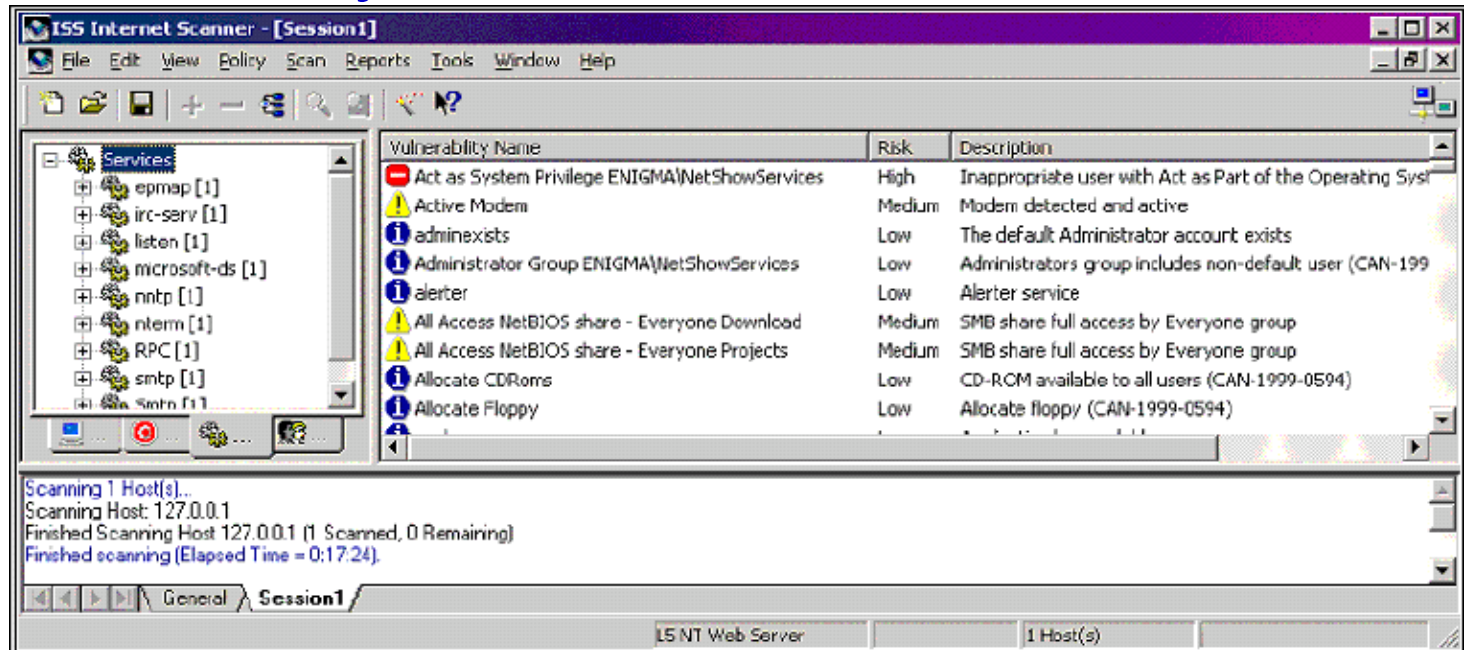 ISS Internet Scanner - [Session1]
File Edit View Policy Scan Reports Tools Window Help
Services
epmap [1]
irc-serv [1]
listen [1]
microsoft-ds [1]
nntp [1]
nterm [1]
RPC [1]
smtp [1]
Smtp [1]
Vulnerability Name Risk Description
Act as System Privilege ENIGMA\NetShowServices High Inappropriate user with Act as Part of the Operating Syst
Active Modem Medium Modem detected and active
adminexists Low The default Administrator account exists
Administrator Group ENIGMA\NetShowServices Low Administrators group includes non-default user (CAN-199
alerter Low Alerter service
All Access NetBIOS share - Everyone Download Medium SMB share full access by Everyone group
All Access NetBIOS share - Everyone Projects Medium SMB share full access by Everyone group
Allocate CDRoms Low CD-ROM available to all users (CAN-1999-0594)
Allocate Floppy Low Allocate floppy (CAN-1999-0594)
Scanning 1 Host(s)...
Scanning Host: 127.0.0.1
Finished Scanning Host 127.0.0.1 (1 Scanned, 0 Remaining)
Finished scanning (Elapsed Time = 0:17:24).
General Session1
L5 NT Web Server 1 Host(s)